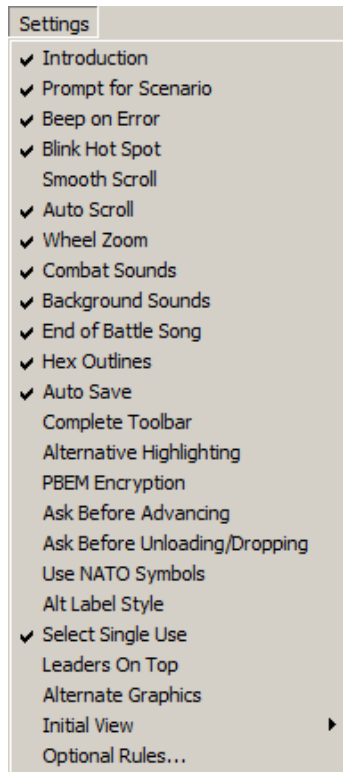 Settings
Introduction
Prompt for Scenario
Beep on Error
Blink Hot Spot
Smooth Scroll
Auto Scroll
Wheel Zoom
Combat Sounds
Background Sounds
End of Battle Song
Hex Outlines
Auto Save
Complete Toolbar
Alternative Highlighting
PBEM Encryption
Ask Before Advancing
Ask Before Unloading/Dropping
Use NATO Symbols
Alt Label Style
Select Single Use
Leaders On Top
Alternate Graphics
Initial View
Optional Rules...